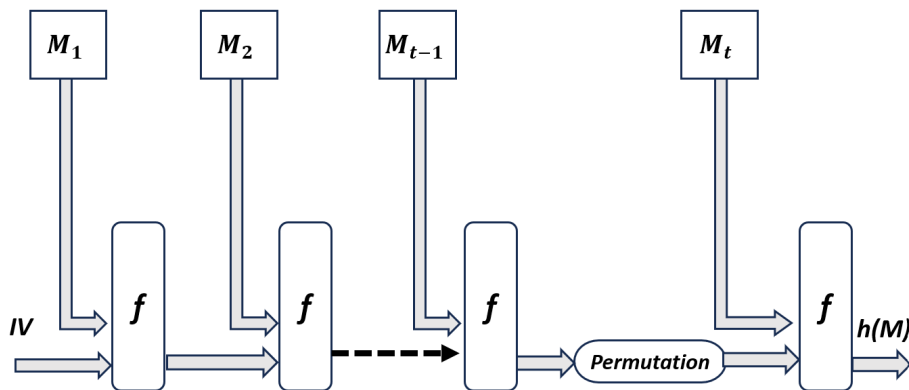 M₁ M₂ Mₜ₋₁ Mₜ
f f f f
IV h(M)
Permutation